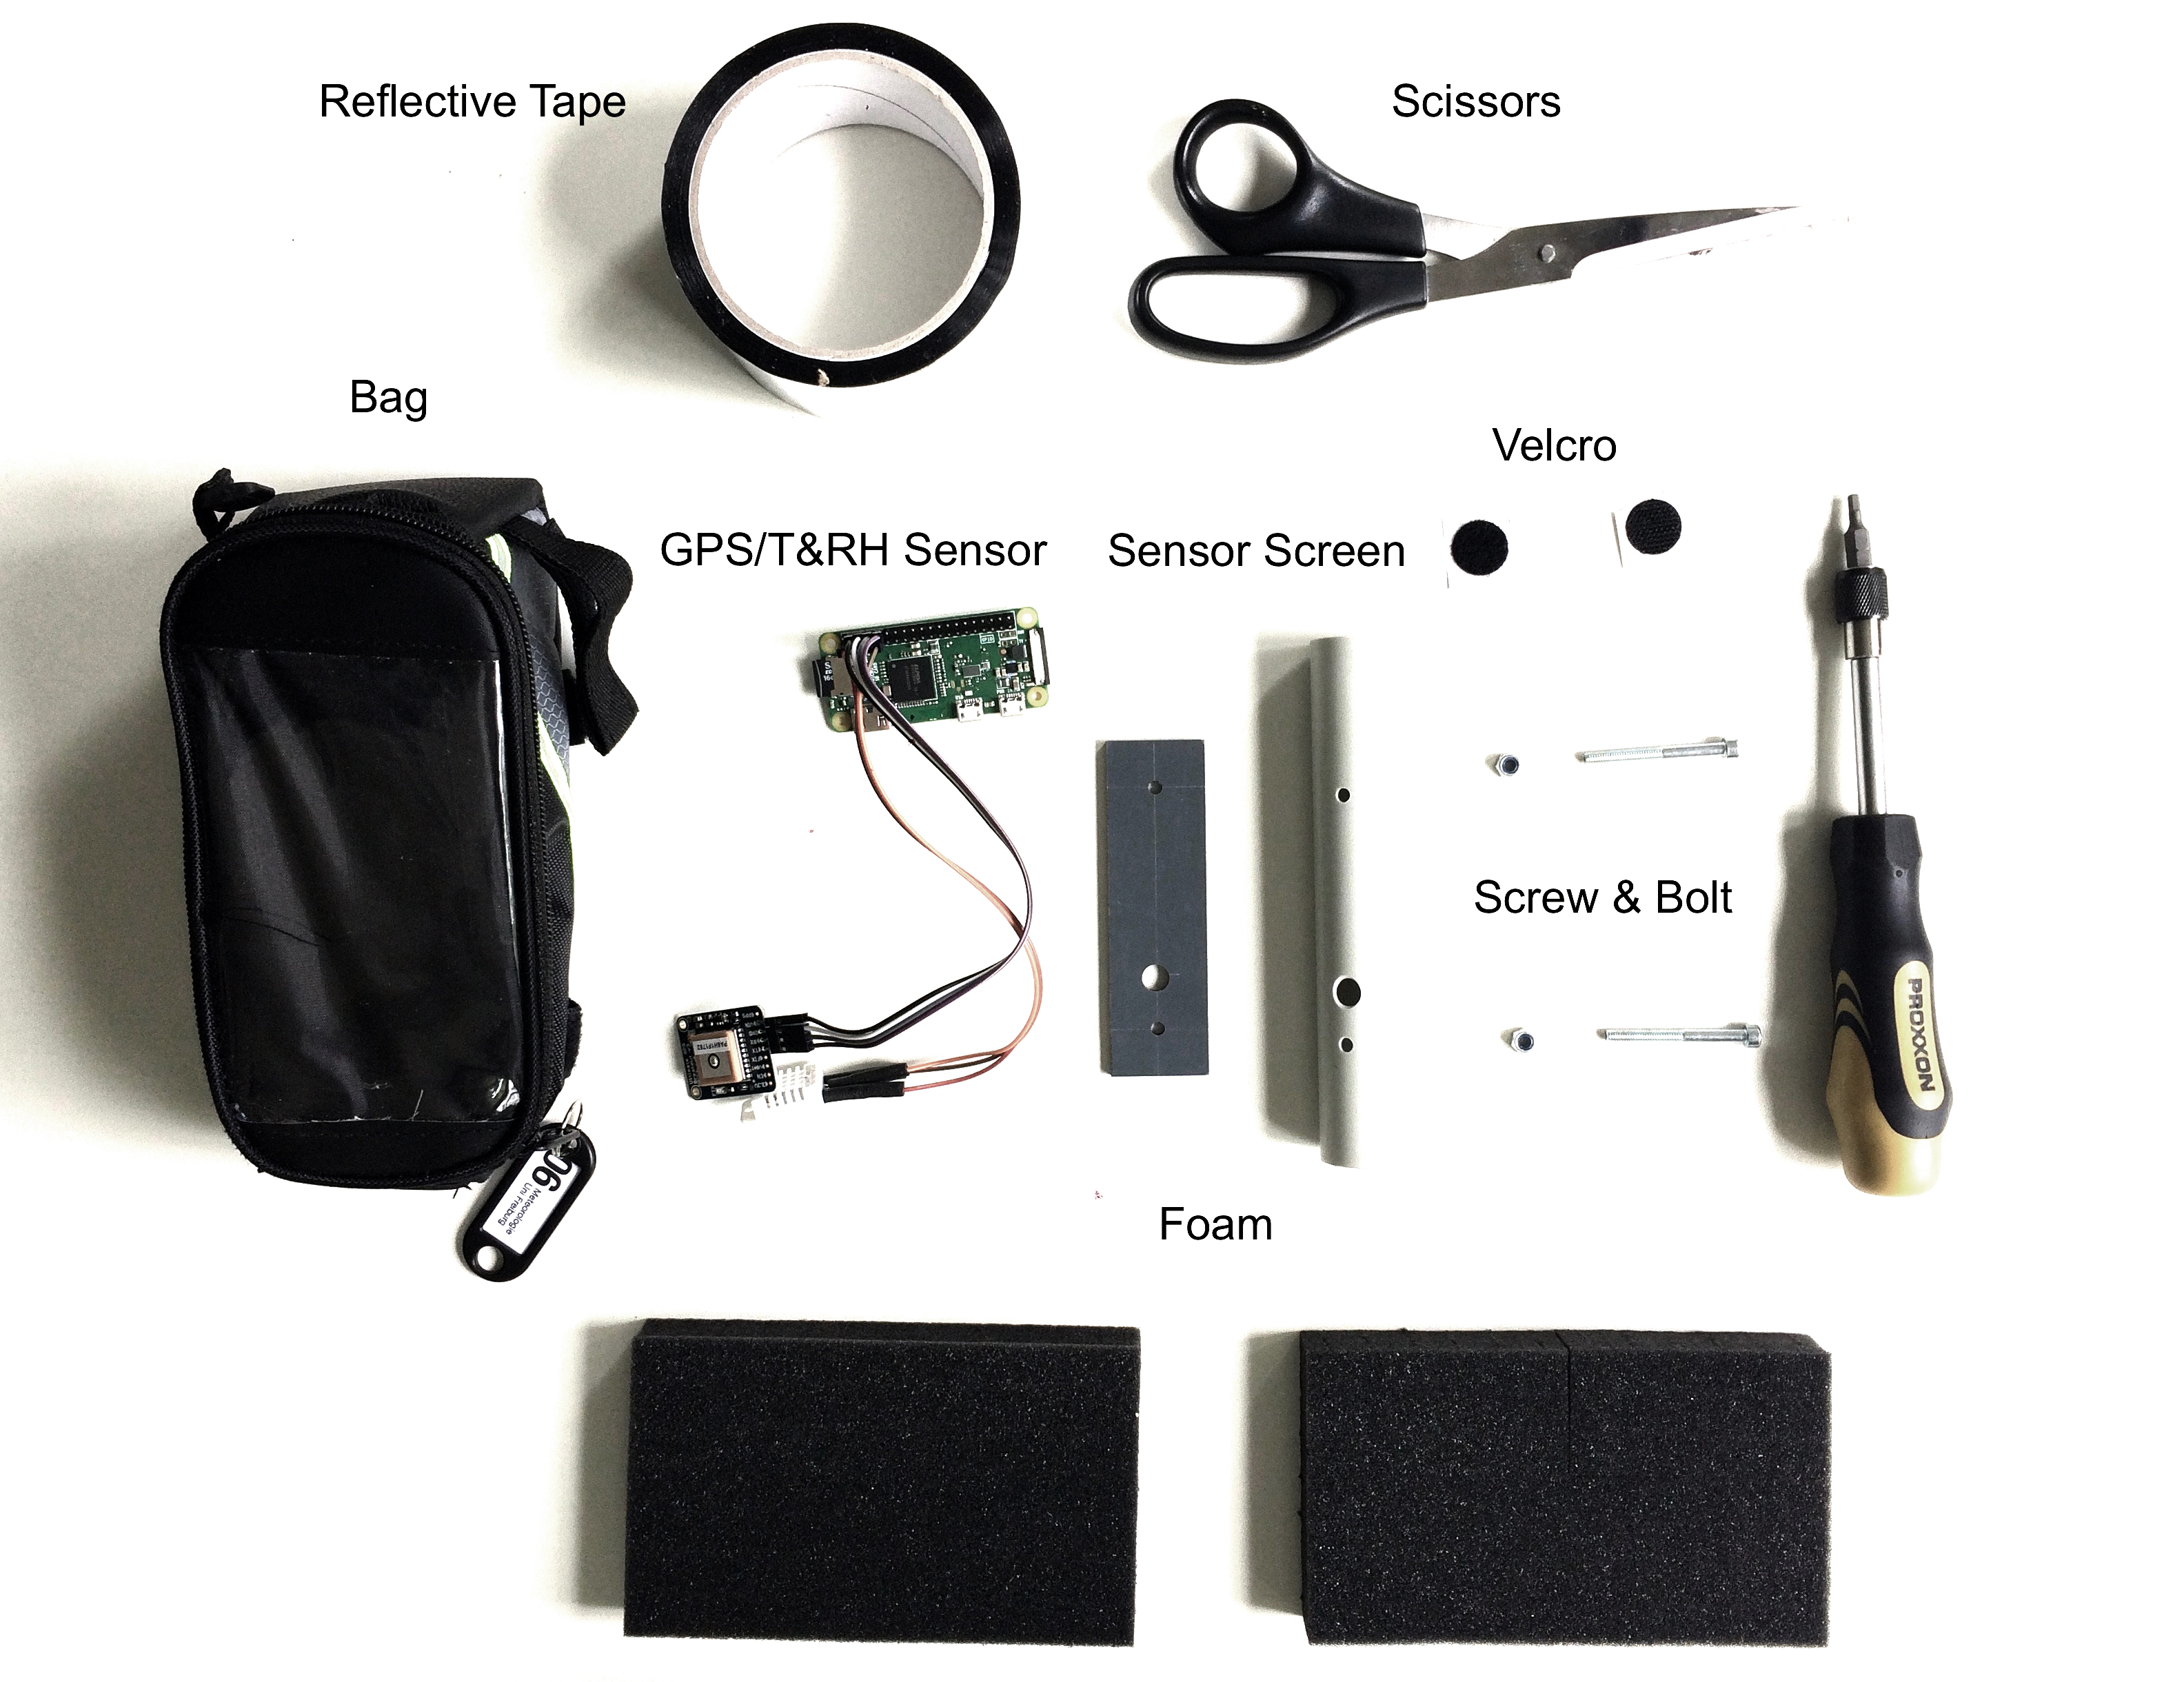 Reflective Tape
Scissors
Bag
Velcro
GPS/T&RH Sensor
Sensor Screen
Screw & Bolt
PROXXON
06
Meteorologie
Uni Freiburg
Foam